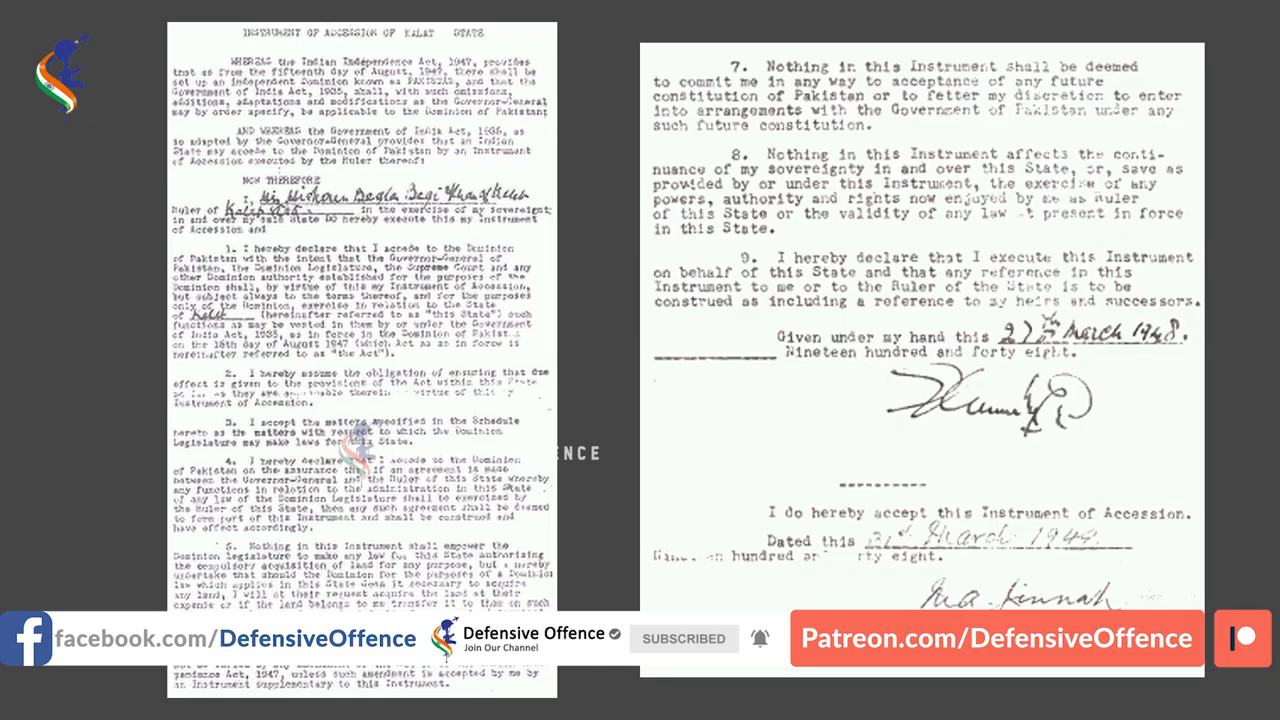 INSTRUMENT OF ACCESSION OF KALAT STATE
WHEREAS the Indian Independence Act, 1947, provides
that as from the fifteenth day of August, 1947, there shall be
set up an independent Dominion known as PAKISTAN, and that the
Government of India Act, 1935, shall, with such omissions,
additions, adaptations and modifications as the Governor-General
may by order specify, be applicable to the Dominion of Pakistan;
AND WHEREAS the Government of India Act, 1935, as
so adapted by the Governor-General provides that an Indian
State may accede to the Dominion of Pakistan by an Instrument
of Accession executed by the Ruler thereof:
NOW THEREFORE
I, His Highness Beglar Begi Khan of Kalat
Ruler of Kalat State in the exercise of my sovereignty
in and over my said State Do hereby execute this my Instrument
of Accession and
1. I hereby declare that I accede to the Dominion
of Pakistan with the intent that the Governor-General of
Pakistan, the Dominion Legislature, the Supreme Court and any
other Dominion authority established for the purposes of the
Dominion shall, by virtue of this my Instrument of Accession,
but subject always to the terms thereof, and for the purposes
only of the Dominion, exercise in relation to the State
of Kalat (hereinafter referred to as "this State") such
functions as may be vested in them by or under the Government
of India Act, 1935, as in force in the Dominion of Pakistan
on the 15th day of August 1947 (which Act as so in force is
hereinafter referred to as "the Act").
2. I hereby assume the obligation of ensuring that due
effect is given to the provisions of the Act within this State
so far as they are applicable therein virtue of this my
Instrument of Accession.
3. I accept the matters specified in the Schedule
hereto as the matters with respect to which the Dominion
Legislature may make laws for this State.
4. I hereby declare that I accede to the Dominion
of Pakistan on the assurance that if an agreement is made
between the Governor-General and the Ruler of this State whereby
any functions in relation to the administration in this State
of any law of the Dominion Legislature shall be exercised by
the Ruler of this State, then any such agreement shall be deemed
to form part of this Instrument and shall be construed and
have effect accordingly.
5. Nothing in this Instrument shall empower the
Dominion Legislature to make any law for this State authorising
the compulsory acquisition of land for any purpose, but I hereby
undertake that should the Dominion for the purposes of a Dominion
law which applies in this State deem it necessary to acquire
any land, I will at their request acquire the land at their
expense or if the land belongs to me transfer it to them on such
pendence Act, 1947, unless such amendment is accepted by me by
an Instrument supplementary to this Instrument.
7. Nothing in this Instrument shall be deemed
to commit me in any way to acceptance of any future
constitution of Pakistan or to fetter my discretion to enter
into arrangements with the Government of Pakistan under any
such future constitution.
8. Nothing in this Instrument affects the conti-
nuance of my sovereignty in and over this State, or, save as
provided by or under this Instrument, the exercise of any
powers, authority and rights now enjoyed by me as Ruler
of this State or the validity of any law at present in force
in this State.
9. I hereby declare that I execute this Instrument
on behalf of this State and that any reference in this
Instrument to me or to the Ruler of the State is to be
construed as including a reference to my heirs and successors.
Given under my hand this 27th March 1948.
Nineteen hundred and forty eight.
I do hereby accept this Instrument of Accession.
Dated this 31st March 1948
hundred rty eight.
M.A. Jinnah
ENCE
facebook.com/DefensiveOffence
Defensive Offence
Join Our Channel
SUBSCRIBED
Patreon.com/DefensiveOffence